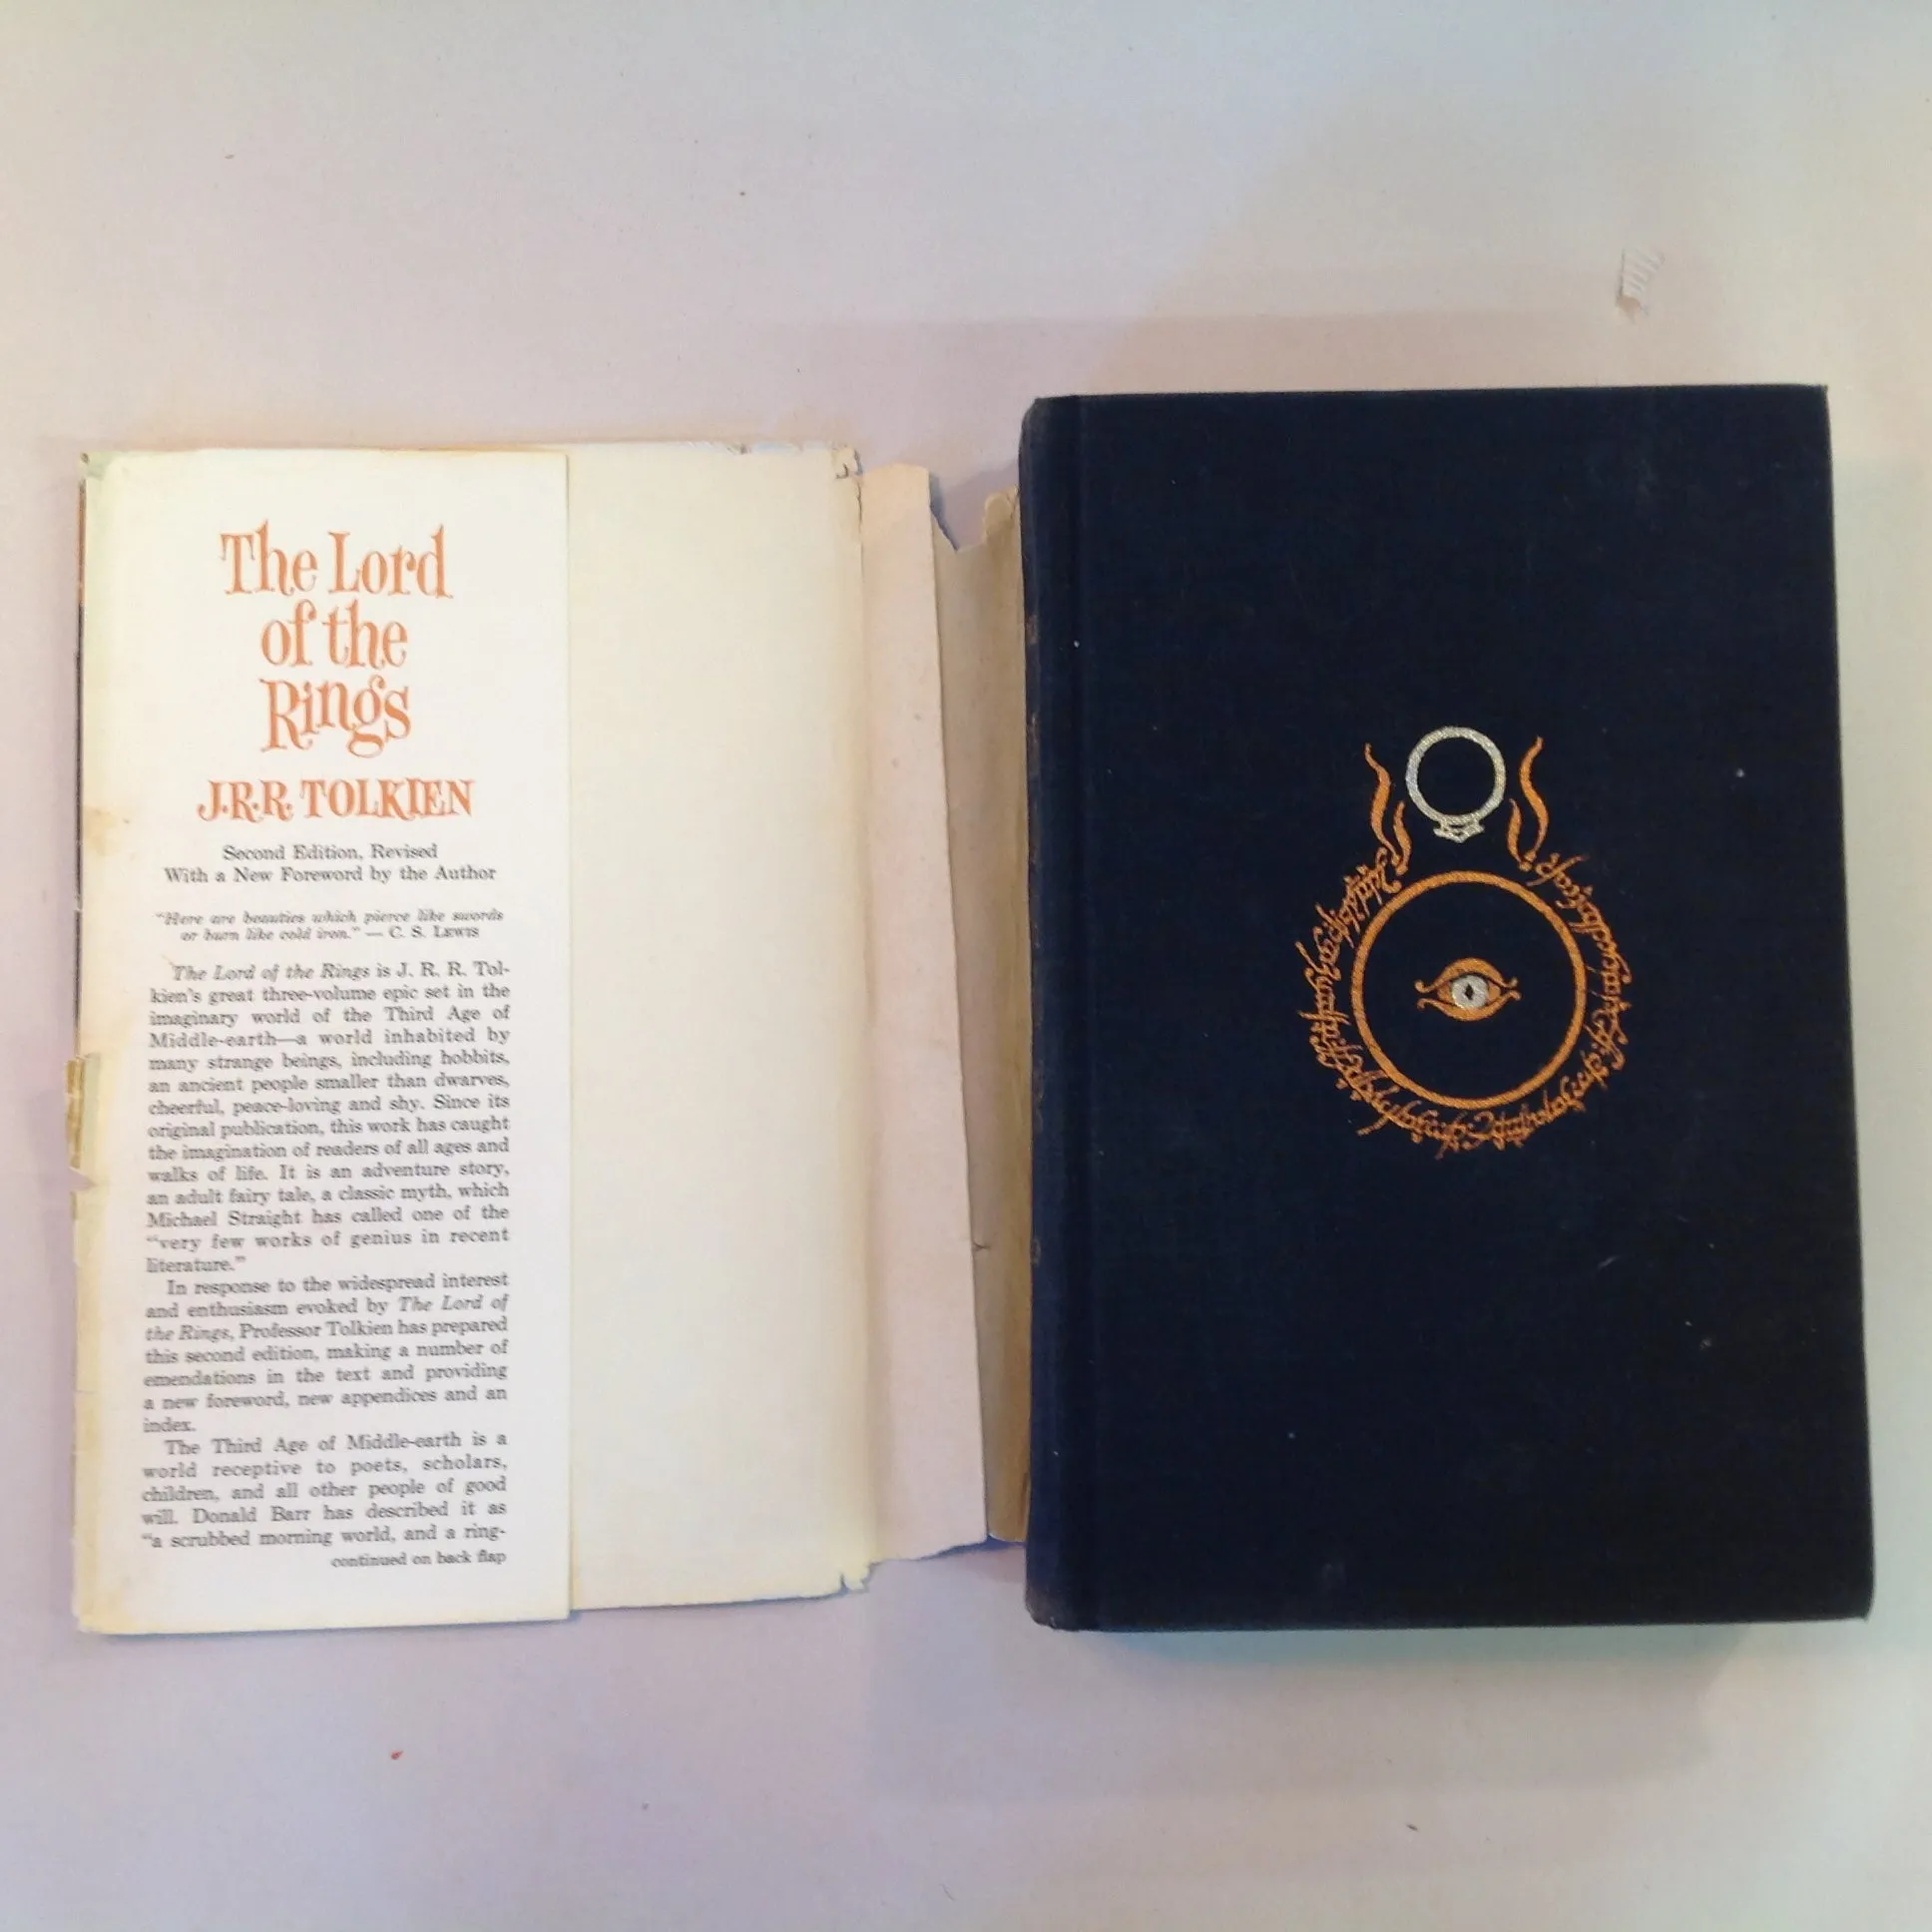 The Lord
of the
Rings
J.R.R. TOLKIEN
Second Edition, Revised
With a New Foreword by the Author
"Here are beauties which pierce like swords
or burn like cold iron." — C. S. LEWIS
The Lord of the Rings is J. R. R. Tol-
kien's great three-volume epic set in the
imaginary world of the Third Age of
Middle-earth—a world inhabited by
many strange beings, including hobbits,
an ancient people smaller than dwarves,
cheerful, peace-loving and shy. Since its
original publication, this work has caught
the imagination of readers of all ages and
walks of life. It is an adventure story,
an adult fairy tale, a classic myth, which
Michael Straight has called one of the
"very few works of genius in recent
literature."
In response to the widespread interest
and enthusiasm evoked by The Lord of
the Rings, Professor Tolkien has prepared
this second edition, making a number of
emendations in the text and providing
a new foreword, new appendices and an
index.
The Third Age of Middle-earth is a
world receptive to poets, scholars,
children, and all other people of good
will. Donald Barr has described it as
"a scrubbed morning world, and a ring-
continued on back flap